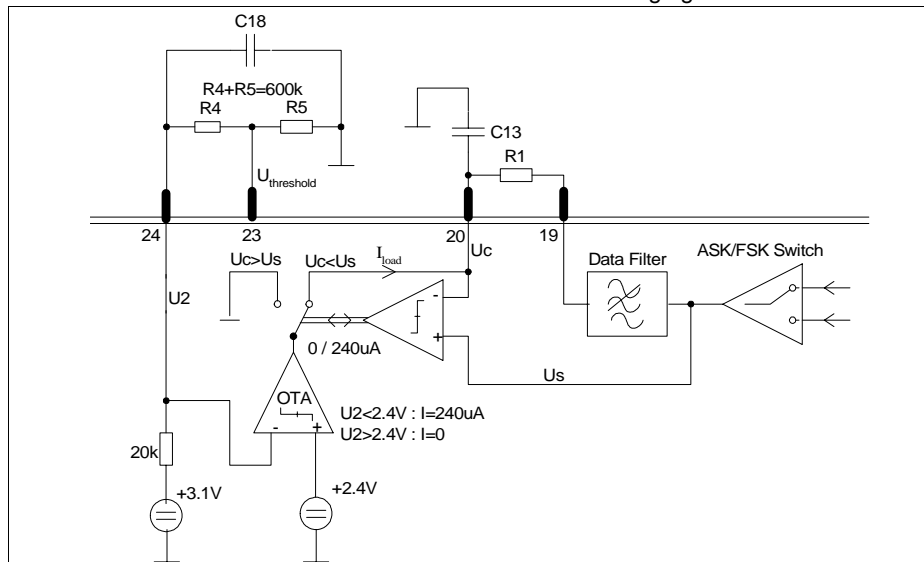 C18
R4+R5=600k
R4
R5
C13
R1
Uthreshold
24
23
20
19
Uc>Us
Uc<Us
Iload
Uc
Data Filter
ASK/FSK Switch
U2
-
+
0 / 240uA
Us
OTA
U2<2.4V : I=240uA
U2>2.4V : I=0
-
+
20k
+3.1V
+2.4V